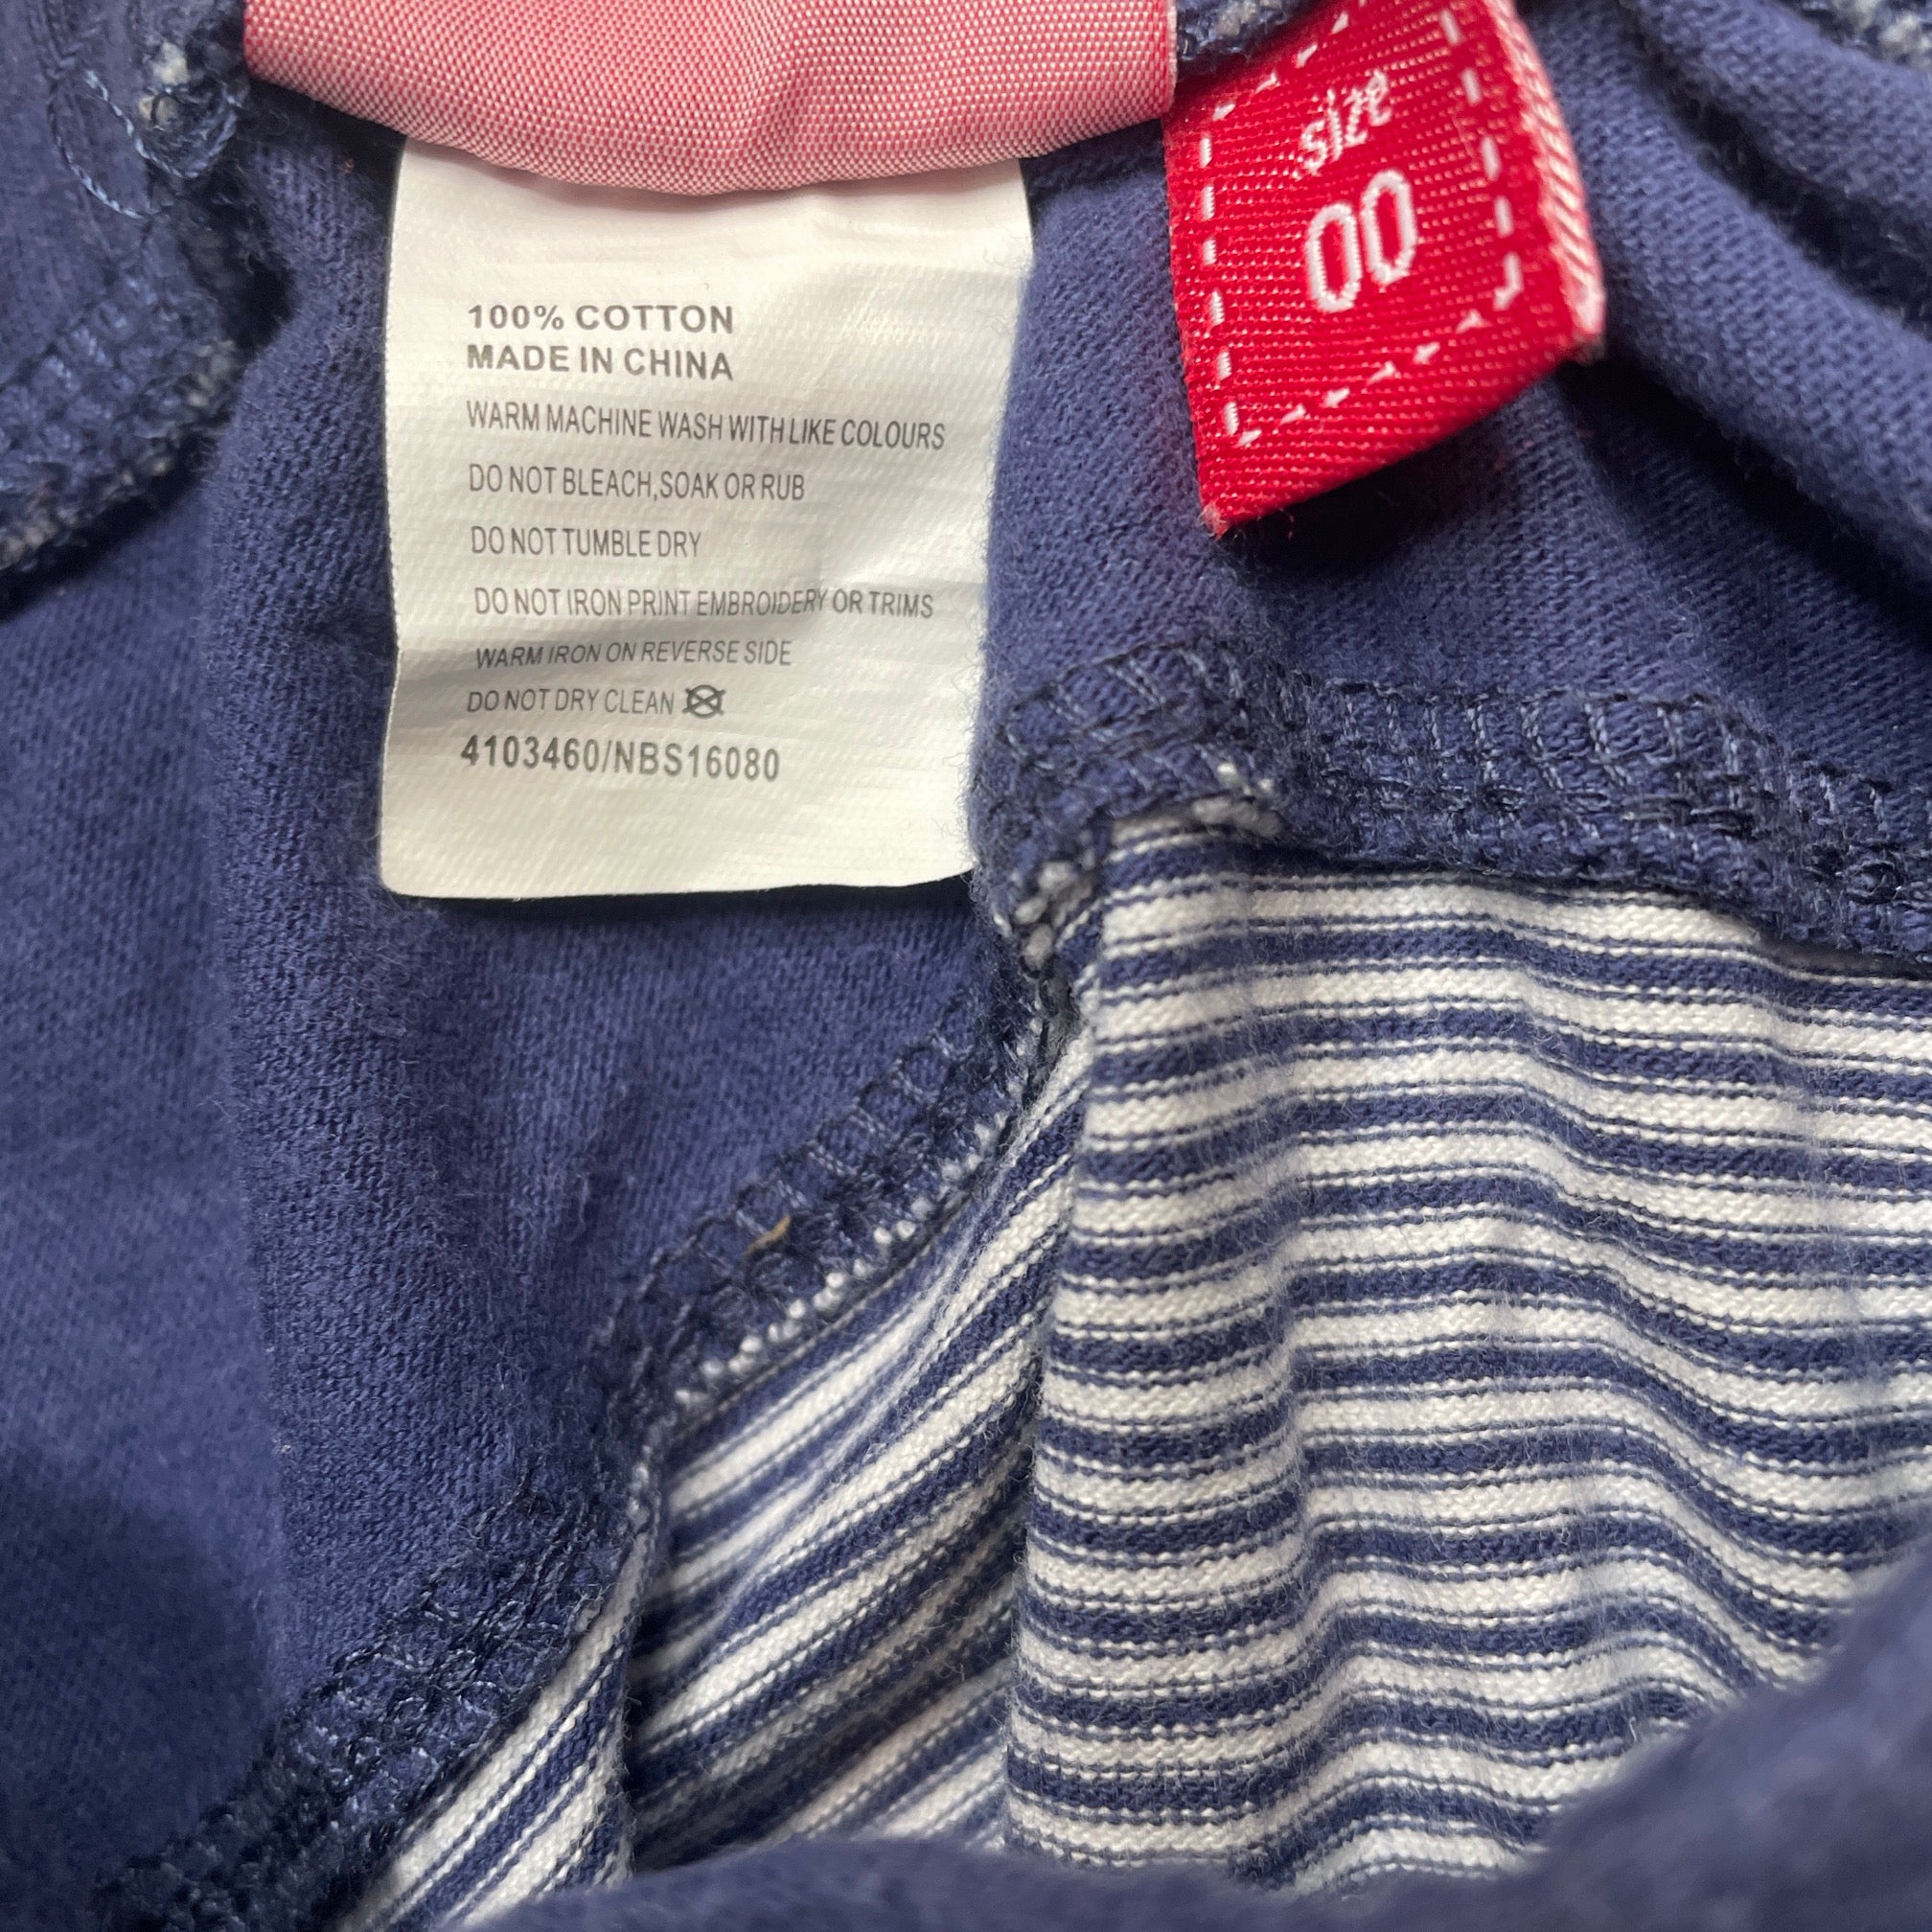 100% COTTON
MADE IN CHINA
WARM MACHINE WASH WITH LIKE COLOURS
DO NOT BLEACH,SOAK OR RUB
DO NOT TUMBLE DRY
DO NOT IRON PRINT EMBROIDERY OR TRIMS
WARM IRON ON REVERSE SIDE
DO NOT DRY CLEAN
4103460/NBS16080
size
00